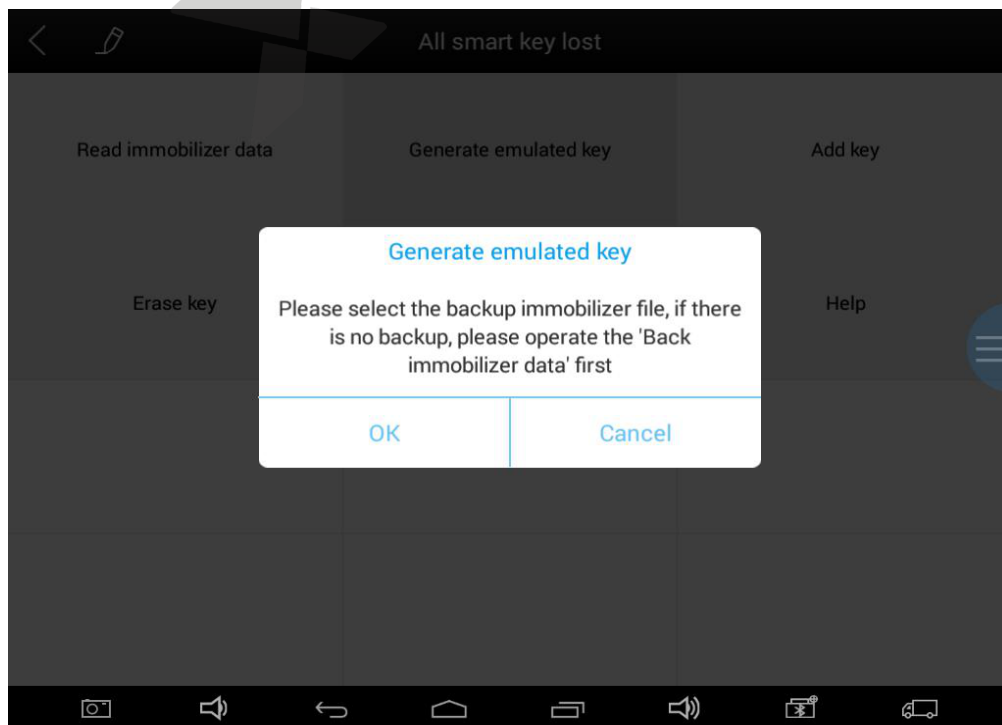 All smart key lost
Read immobilizer data
Generate emulated key
Add key
Generate emulated key
Please select the backup immobilizer file, if there
is no backup, please operate the 'Back
immobilizer data' first
Erase key
Help
OK
Cancel